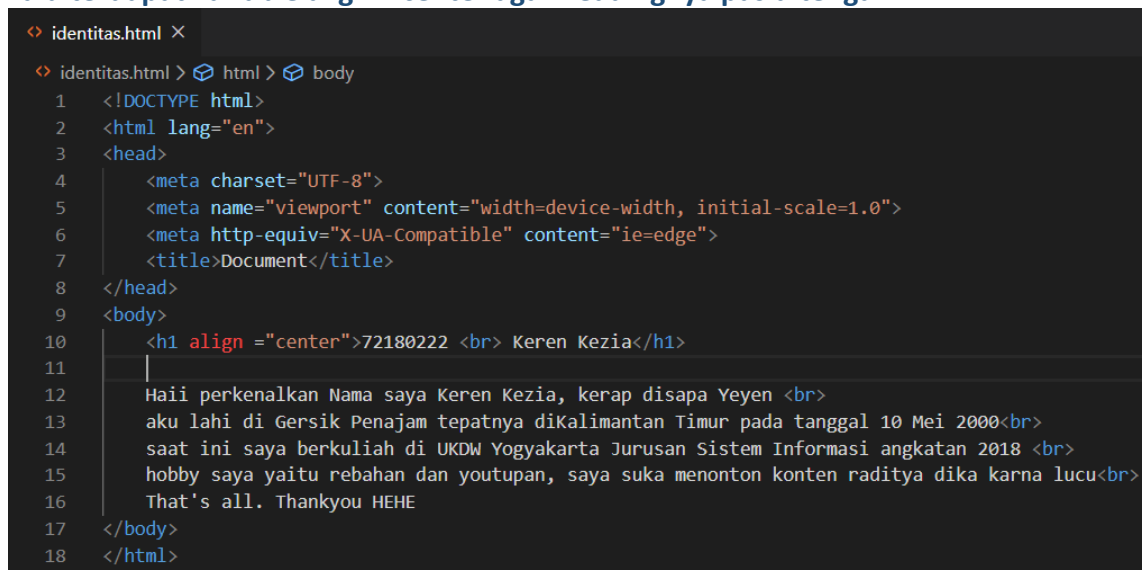 identitas.html ×
identitas.html > html > body
1 <!DOCTYPE html>
2 <html lang="en">
3 <head>
4 <meta charset="UTF-8">
5 <meta name="viewport" content="width=device-width, initial-scale=1.0">
6 <meta http-equiv="X-UA-Compatible" content="ie=edge">
7 <title>Document</title>
8 </head>
9 <body>
10 <h1 align ="center">72180222 <br> Keren Kezia</h1>
11
12 Haii perkenalkan Nama saya Keren Kezia, kerap disapa Yeyen <br>
13 aku lahi di Gersik Penajam tepatnya diKalimantan Timur pada tanggal 10 Mei 2000<br>
14 saat ini saya berkuliah di UKDW Yogyakarta Jurusan Sistem Informasi angkatan 2018 <br>
15 hobby saya yaitu rebahan dan youtupan, saya suka menonton konten raditya dika karna lucu<br>
16 That's all. Thankyou HEHE
17 </body>
18 </html>